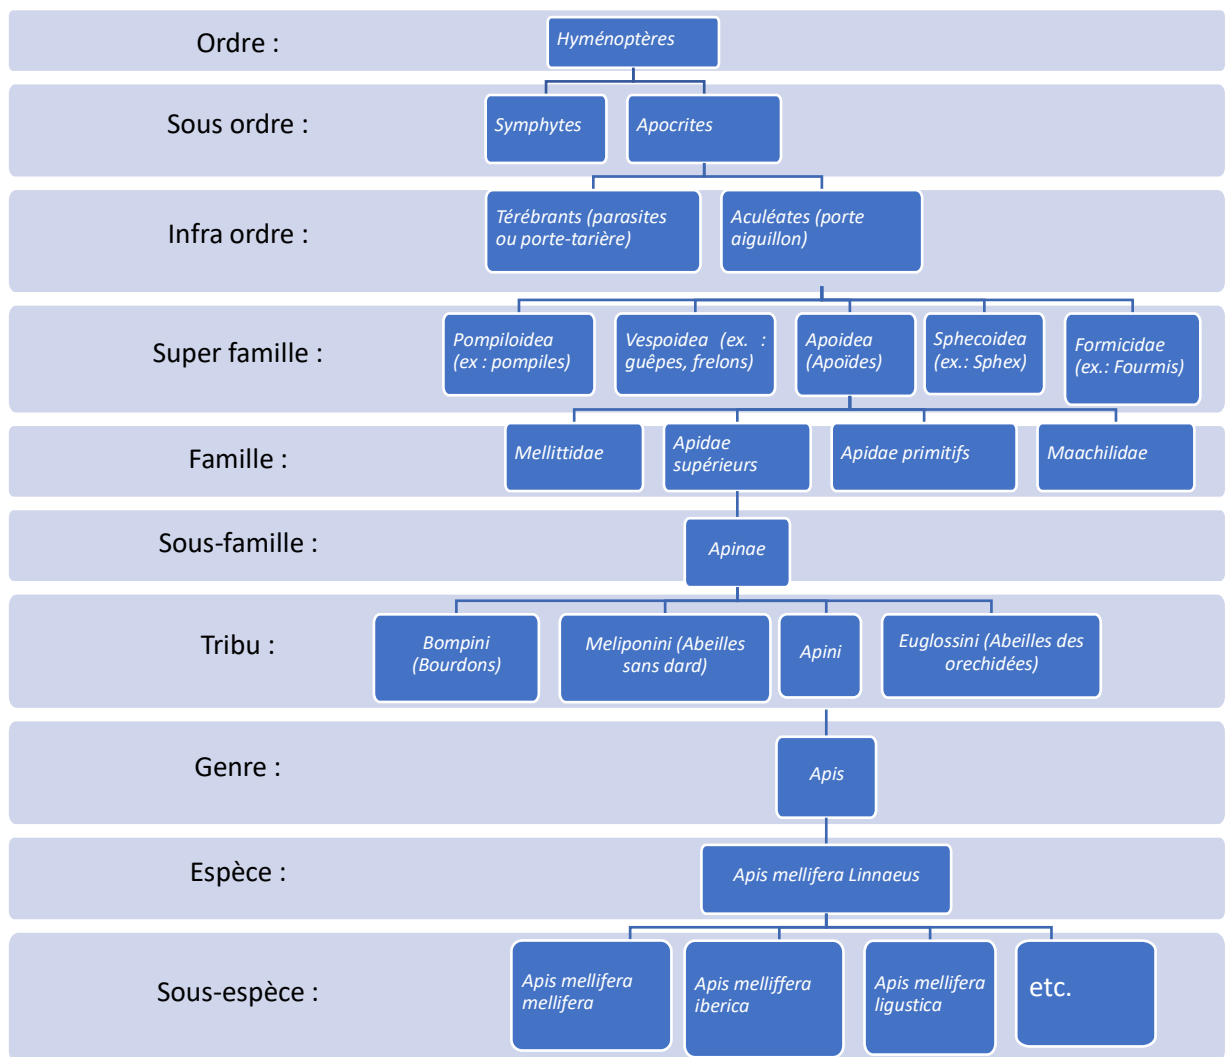 Ordre :
Hyménoptères
Sous ordre :
Symphytes
Apocrites
Infra ordre :
Térébrants (parasites
ou porte-tarière)
Aculéates (porte
aiguillon)
Super famille :
Pompiloidea
(ex : pompiles)
Vespoidea (ex. :
guêpes, frelons)
Apoidea
(Apoïdes)
Sphecoidea
(ex.: Sphex)
Formicidae
(ex.: Fourmis)
Famille :
Mellittidae
Apidae
supérieurs
Apidae primitifs
Maachilidae
Sous-famille :
Apinae
Tribu :
Bompini
(Bourdons)
Meliponini (Abeilles
sans dard)
Apini
Euglossini (Abeilles des
orechidées)
Genre :
Apis
Espèce :
Apis mellifera Linnaeus
Sous-espèce :
Apis mellifera
mellifera
Apis melliffera
iberica
Apis mellifera
ligustica
etc.